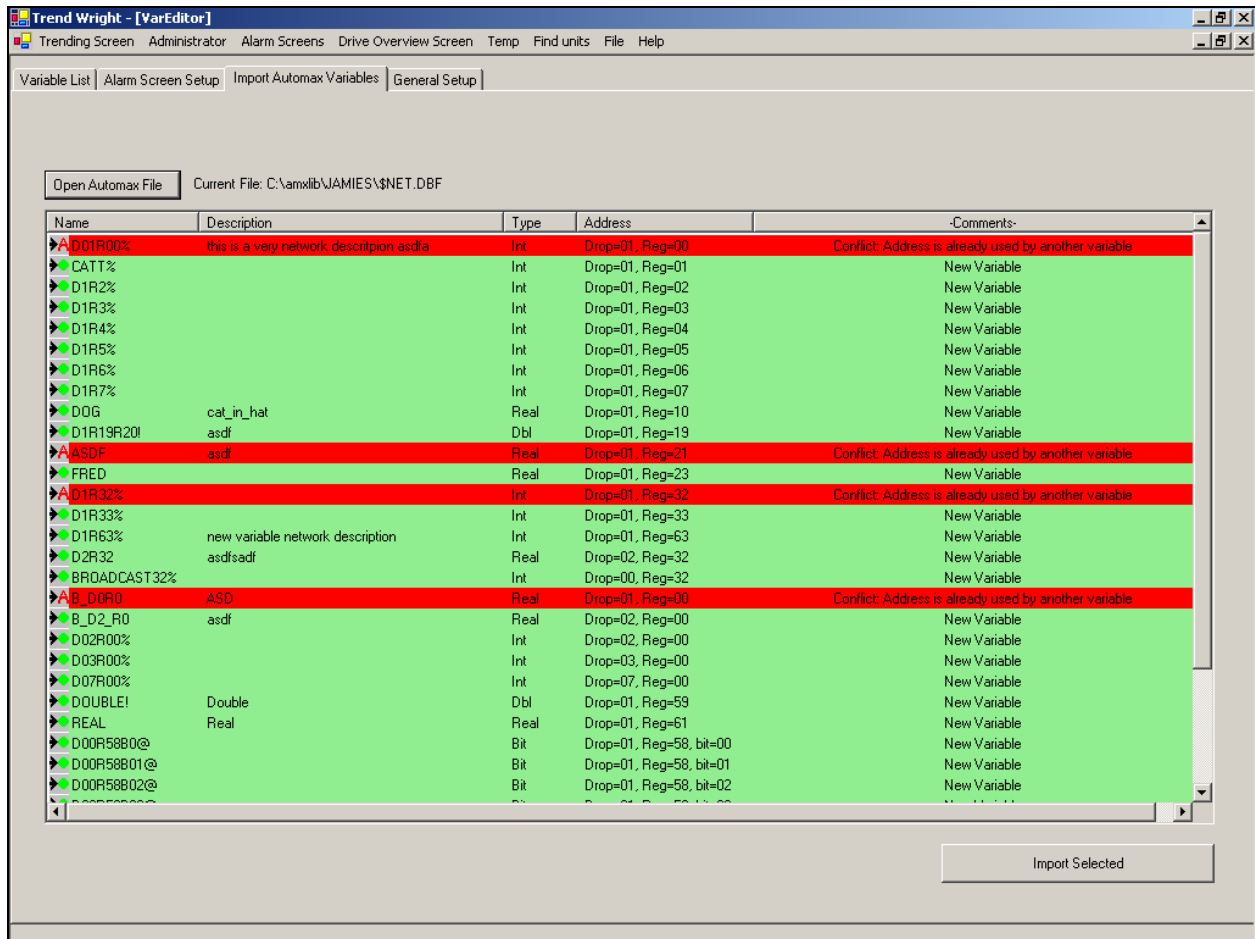 Trend Wright - [VarEditor]
Trending Screen Administrator Alarm Screens Drive Overview Screen Temp Find units File Help
Variable List Alarm Screen Setup Import Automax Variables General Setup
Open Automax File Current File: C:\amxlib\JAMIES\$NET.DBF
Name Description Type Address -Comments-
A D01R00% this is a very network descritpion asdfa Int Drop=01, Reg=00 Conflict: Address is already used by another variable
CATT% Int Drop=01, Reg=01 New Variable
D1R2% Int Drop=01, Reg=02 New Variable
D1R3% Int Drop=01, Reg=03 New Variable
D1R4% Int Drop=01, Reg=04 New Variable
D1R5% Int Drop=01, Reg=05 New Variable
D1R6% Int Drop=01, Reg=06 New Variable
D1R7% Int Drop=01, Reg=07 New Variable
DOG cat_in_hat Real Drop=01, Reg=10 New Variable
D1R19R20! asdf Dbl Drop=01, Reg=19 New Variable
A ASDF asdf Real Drop=01, Reg=21 Conflict: Address is already used by another variable
FRED Real Drop=01, Reg=23 New Variable
A D1R32% Int Drop=01, Reg=32 Conflict: Address is already used by another variable
D1R33% Int Drop=01, Reg=33 New Variable
D1R63% new variable network description Int Drop=01, Reg=63 New Variable
D2R32 asdfsadf Real Drop=02, Reg=32 New Variable
BROADCAST32% Int Drop=00, Reg=32 New Variable
A B_D0R0 ASD Real Drop=01, Reg=00 Conflict: Address is already used by another variable
B_D2_R0 asdf Real Drop=02, Reg=00 New Variable
D02R00% Int Drop=02, Reg=00 New Variable
D03R00% Int Drop=03, Reg=00 New Variable
D07R00% Int Drop=07, Reg=00 New Variable
DOUBLE! Double Dbl Drop=01, Reg=59 New Variable
REAL Real Real Drop=01, Reg=61 New Variable
D00R58B0@ Bit Drop=01, Reg=58, bit=00 New Variable
D00R58B01@ Bit Drop=01, Reg=58, bit=01 New Variable
D00R58B02@ Bit Drop=01, Reg=58, bit=02 New Variable
Import Selected